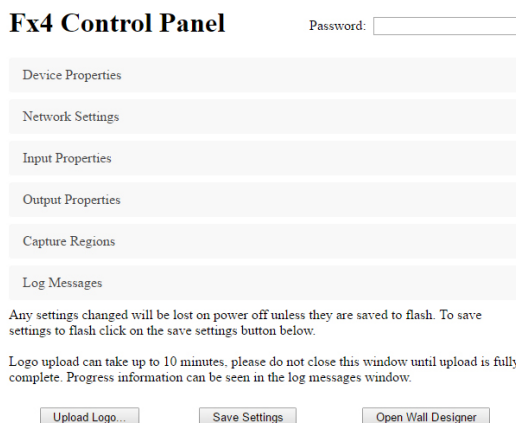 Fx4 Control Panel
Password:
Device Properties
Network Settings
Input Properties
Output Properties
Capture Regions
Log Messages
Any settings changed will be lost on power off unless they are saved to flash. To save
settings to flash click on the save settings button below.
Logo upload can take up to 10 minutes, please do not close this window until upload is fully
complete. Progress information can be seen in the log messages window.
Upload Logo... Save Settings Open Wall Designer